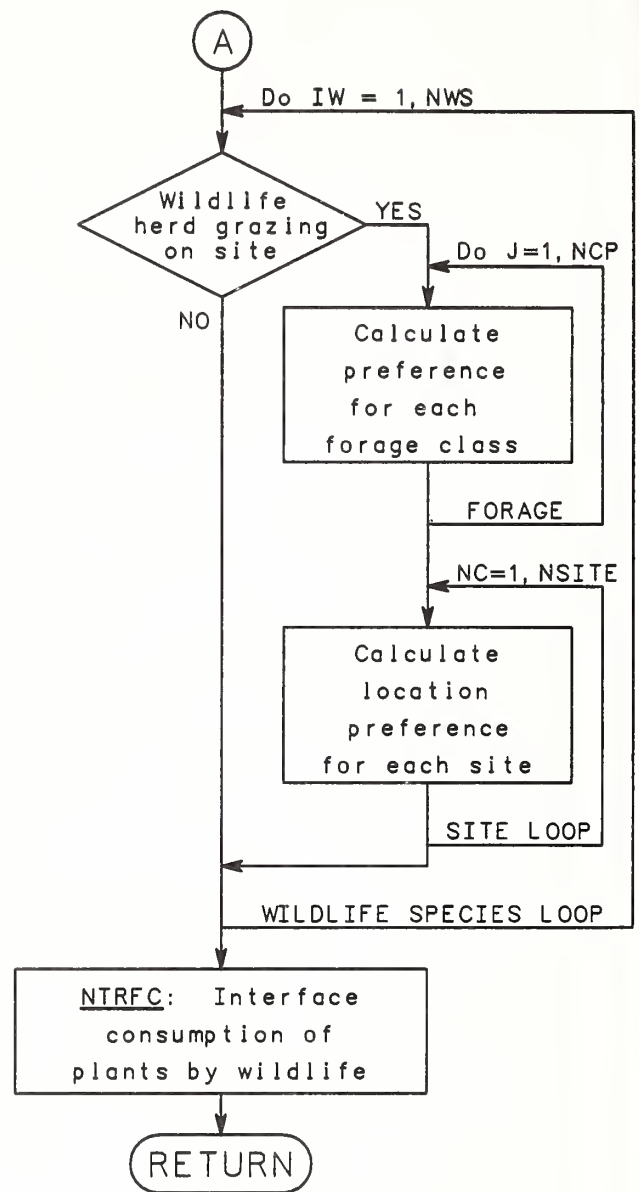 A
Do IW = 1, NWS
Wildlife
herd grazing
on site
YES
NO
Do J=1, NCP
Calculate
preference
for each
forage class
FORAGE
NC=1, NSITE
Calculate
location
preference
for each site
SITE LOOP
WILDLIFE SPECIES LOOP
NTRFC: Interface
consumption of
plants by wildlife
RETURN